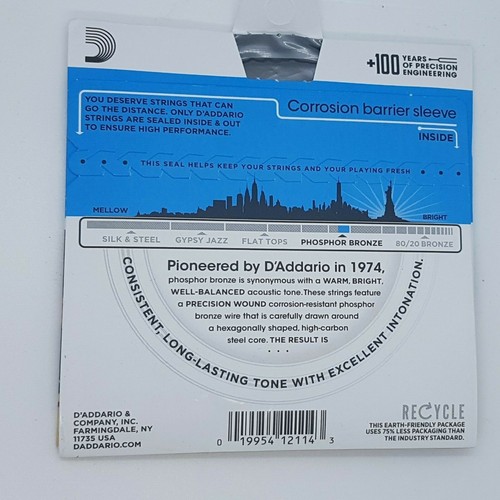 +100 YEARS OF PRECISION ENGINEERING
YOU DESERVE STRINGS THAT CAN
GO THE DISTANCE. ONLY D'ADDARIO
STRINGS ARE SEALED INSIDE & OUT
TO ENSURE HIGH PERFORMANCE.
Corrosion barrier sleeve
INSIDE
THIS SEAL HELPS KEEP YOUR STRINGS AND YOUR PLAYING FRESH
MELLOW
BRIGHT
SILK & STEEL GYPSY JAZZ FLAT TOPS PHOSPHOR BRONZE 80/20 BRONZE
Pioneered by D'Addario in 1974,
phosphor bronze is synonymous with a WARM, BRIGHT,
WELL-BALANCED acoustic tone. These strings feature
a PRECISION WOUND corrosion-resistant phosphor
bronze wire that is carefully drawn around
a hexagonally shaped, high-carbon
steel core. THE RESULT IS
...
CONSISTENT, LONG-LASTING TONE WITH EXCELLENT INTONATION.
D'ADDARIO &
COMPANY, INC.
FARMINGDALE, NY
11735 USA
DADDARIO.COM
0 19954 12114 3
RECYCLE
THIS EARTH-FRIENDLY PACKAGE
USES 75% LESS PACKAGING THAN
THE INDUSTRY STANDARD.